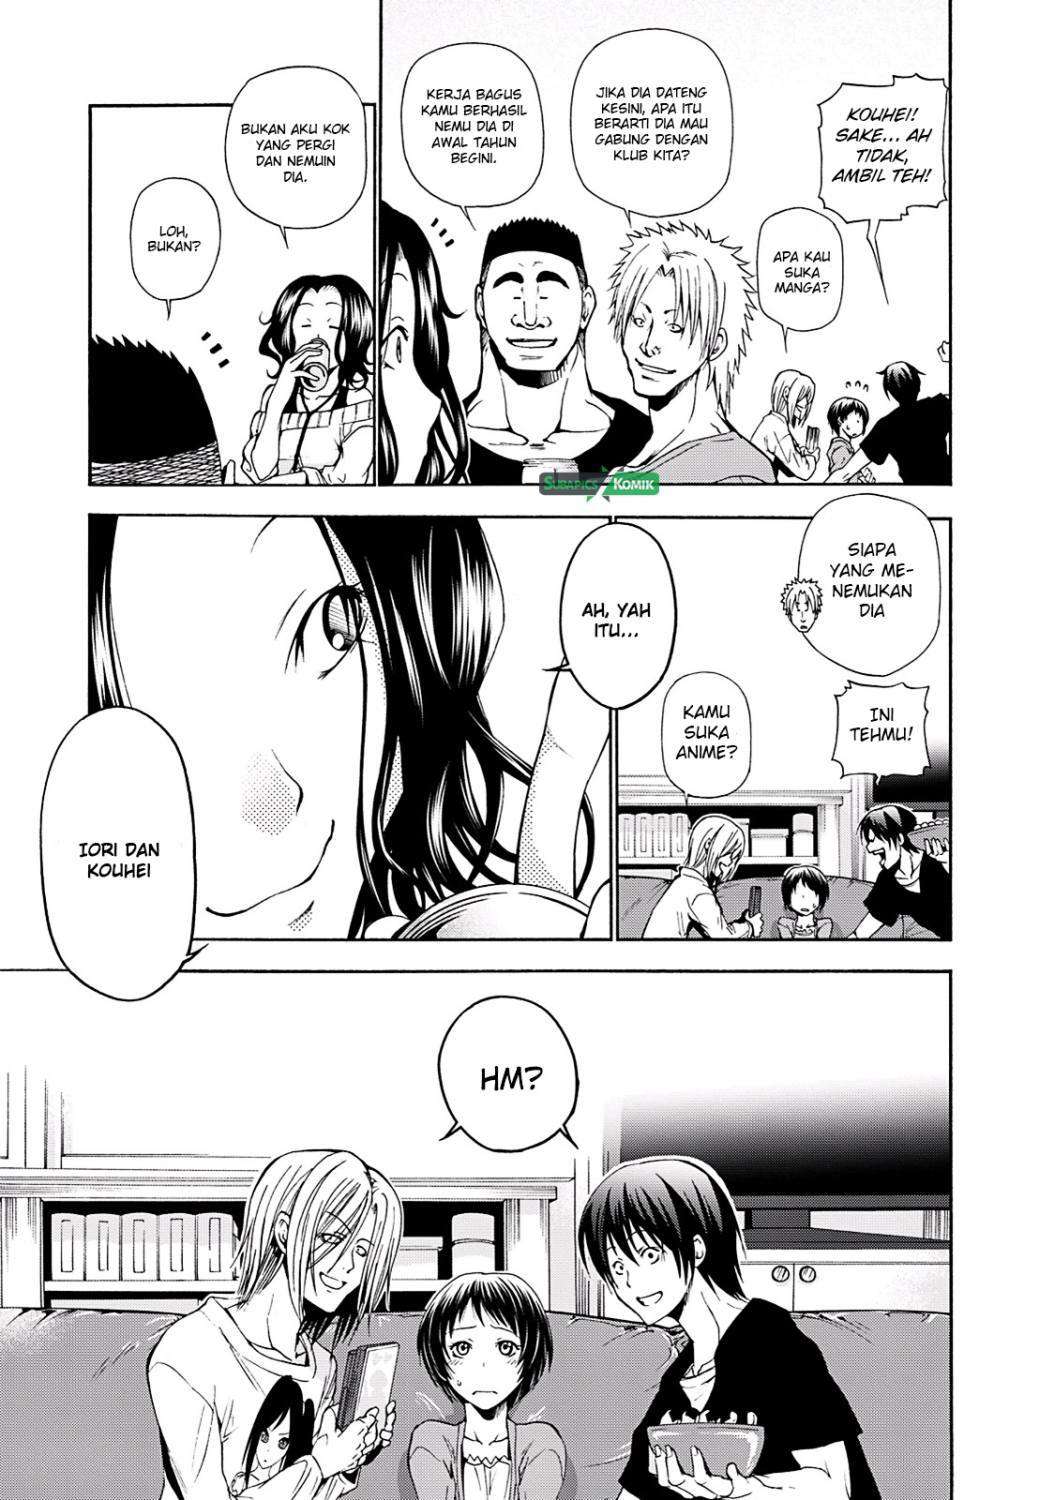 KOUHEI!
SAKE... AH
TIDAK,
AMBIL TEH!
APA KAU
SUKA
MANGA?
JIKA DIA DATENG
KESINI, APA ITU
BERARTI DIA MAU
GABUNG DENGAN
KLUB KITA?
KERJA BAGUS
KAMU BERHASIL
NEMU DIA DI
AWAL TAHUN
BEGINI.
BUKAN AKU KOK
YANG PERGI
DAN NEMUIN
DIA.
LOH,
BUKAN?
SUBAPICS KOMIK
SIAPA
YANG ME-
NEMUKAN
DIA
INI
TEHMU!
KAMU
SUKA
ANIME?
AH, YAH
ITU...
IORI DAN
KOUHEI
HM?